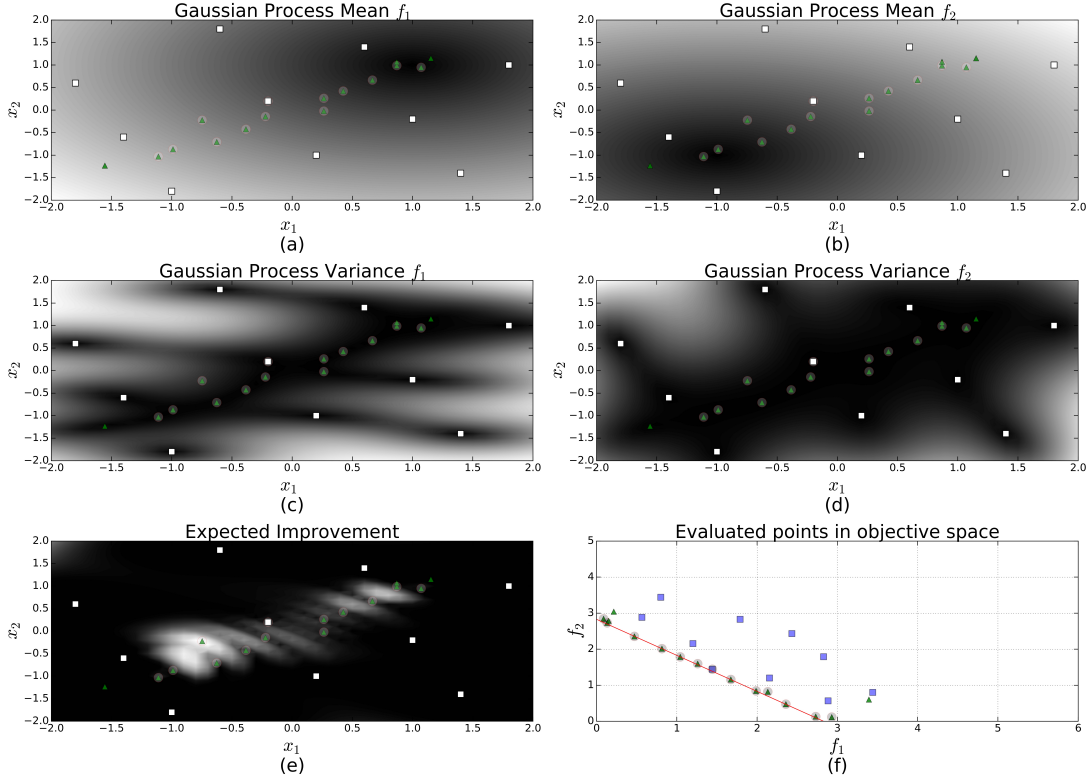 Gaussian Process Mean f1
Gaussian Process Mean f2
2.0
1.5
1.0
0.5
0.0
−0.5
−1.0
−1.5
−2.0
x2
−2.0 −1.5 −1.0 −0.5 0.0 0.5 1.0 1.5 2.0
x1
(a)
2.0
1.5
1.0
0.5
0.0
−0.5
−1.0
−1.5
−2.0
x2
−2.0 −1.5 −1.0 −0.5 0.0 0.5 1.0 1.5 2.0
x1
(b)
Gaussian Process Variance f1
Gaussian Process Variance f2
2.0
1.5
1.0
0.5
0.0
−0.5
−1.0
−1.5
−2.0
x2
−2.0 −1.5 −1.0 −0.5 0.0 0.5 1.0 1.5 2.0
x1
(c)
2.0
1.5
1.0
0.5
0.0
−0.5
−1.0
−1.5
−2.0
x2
−2.0 −1.5 −1.0 −0.5 0.0 0.5 1.0 1.5 2.0
x1
(d)
Expected Improvement
Evaluated points in objective space
2.0
1.5
1.0
0.5
0.0
−0.5
−1.0
−1.5
−2.0
x2
−2.0 −1.5 −1.0 −0.5 0.0 0.5 1.0 1.5 2.0
x1
(e)
5
4
3
2
1
0
f2
0 1 2 3 4 5 6
f1
(f)